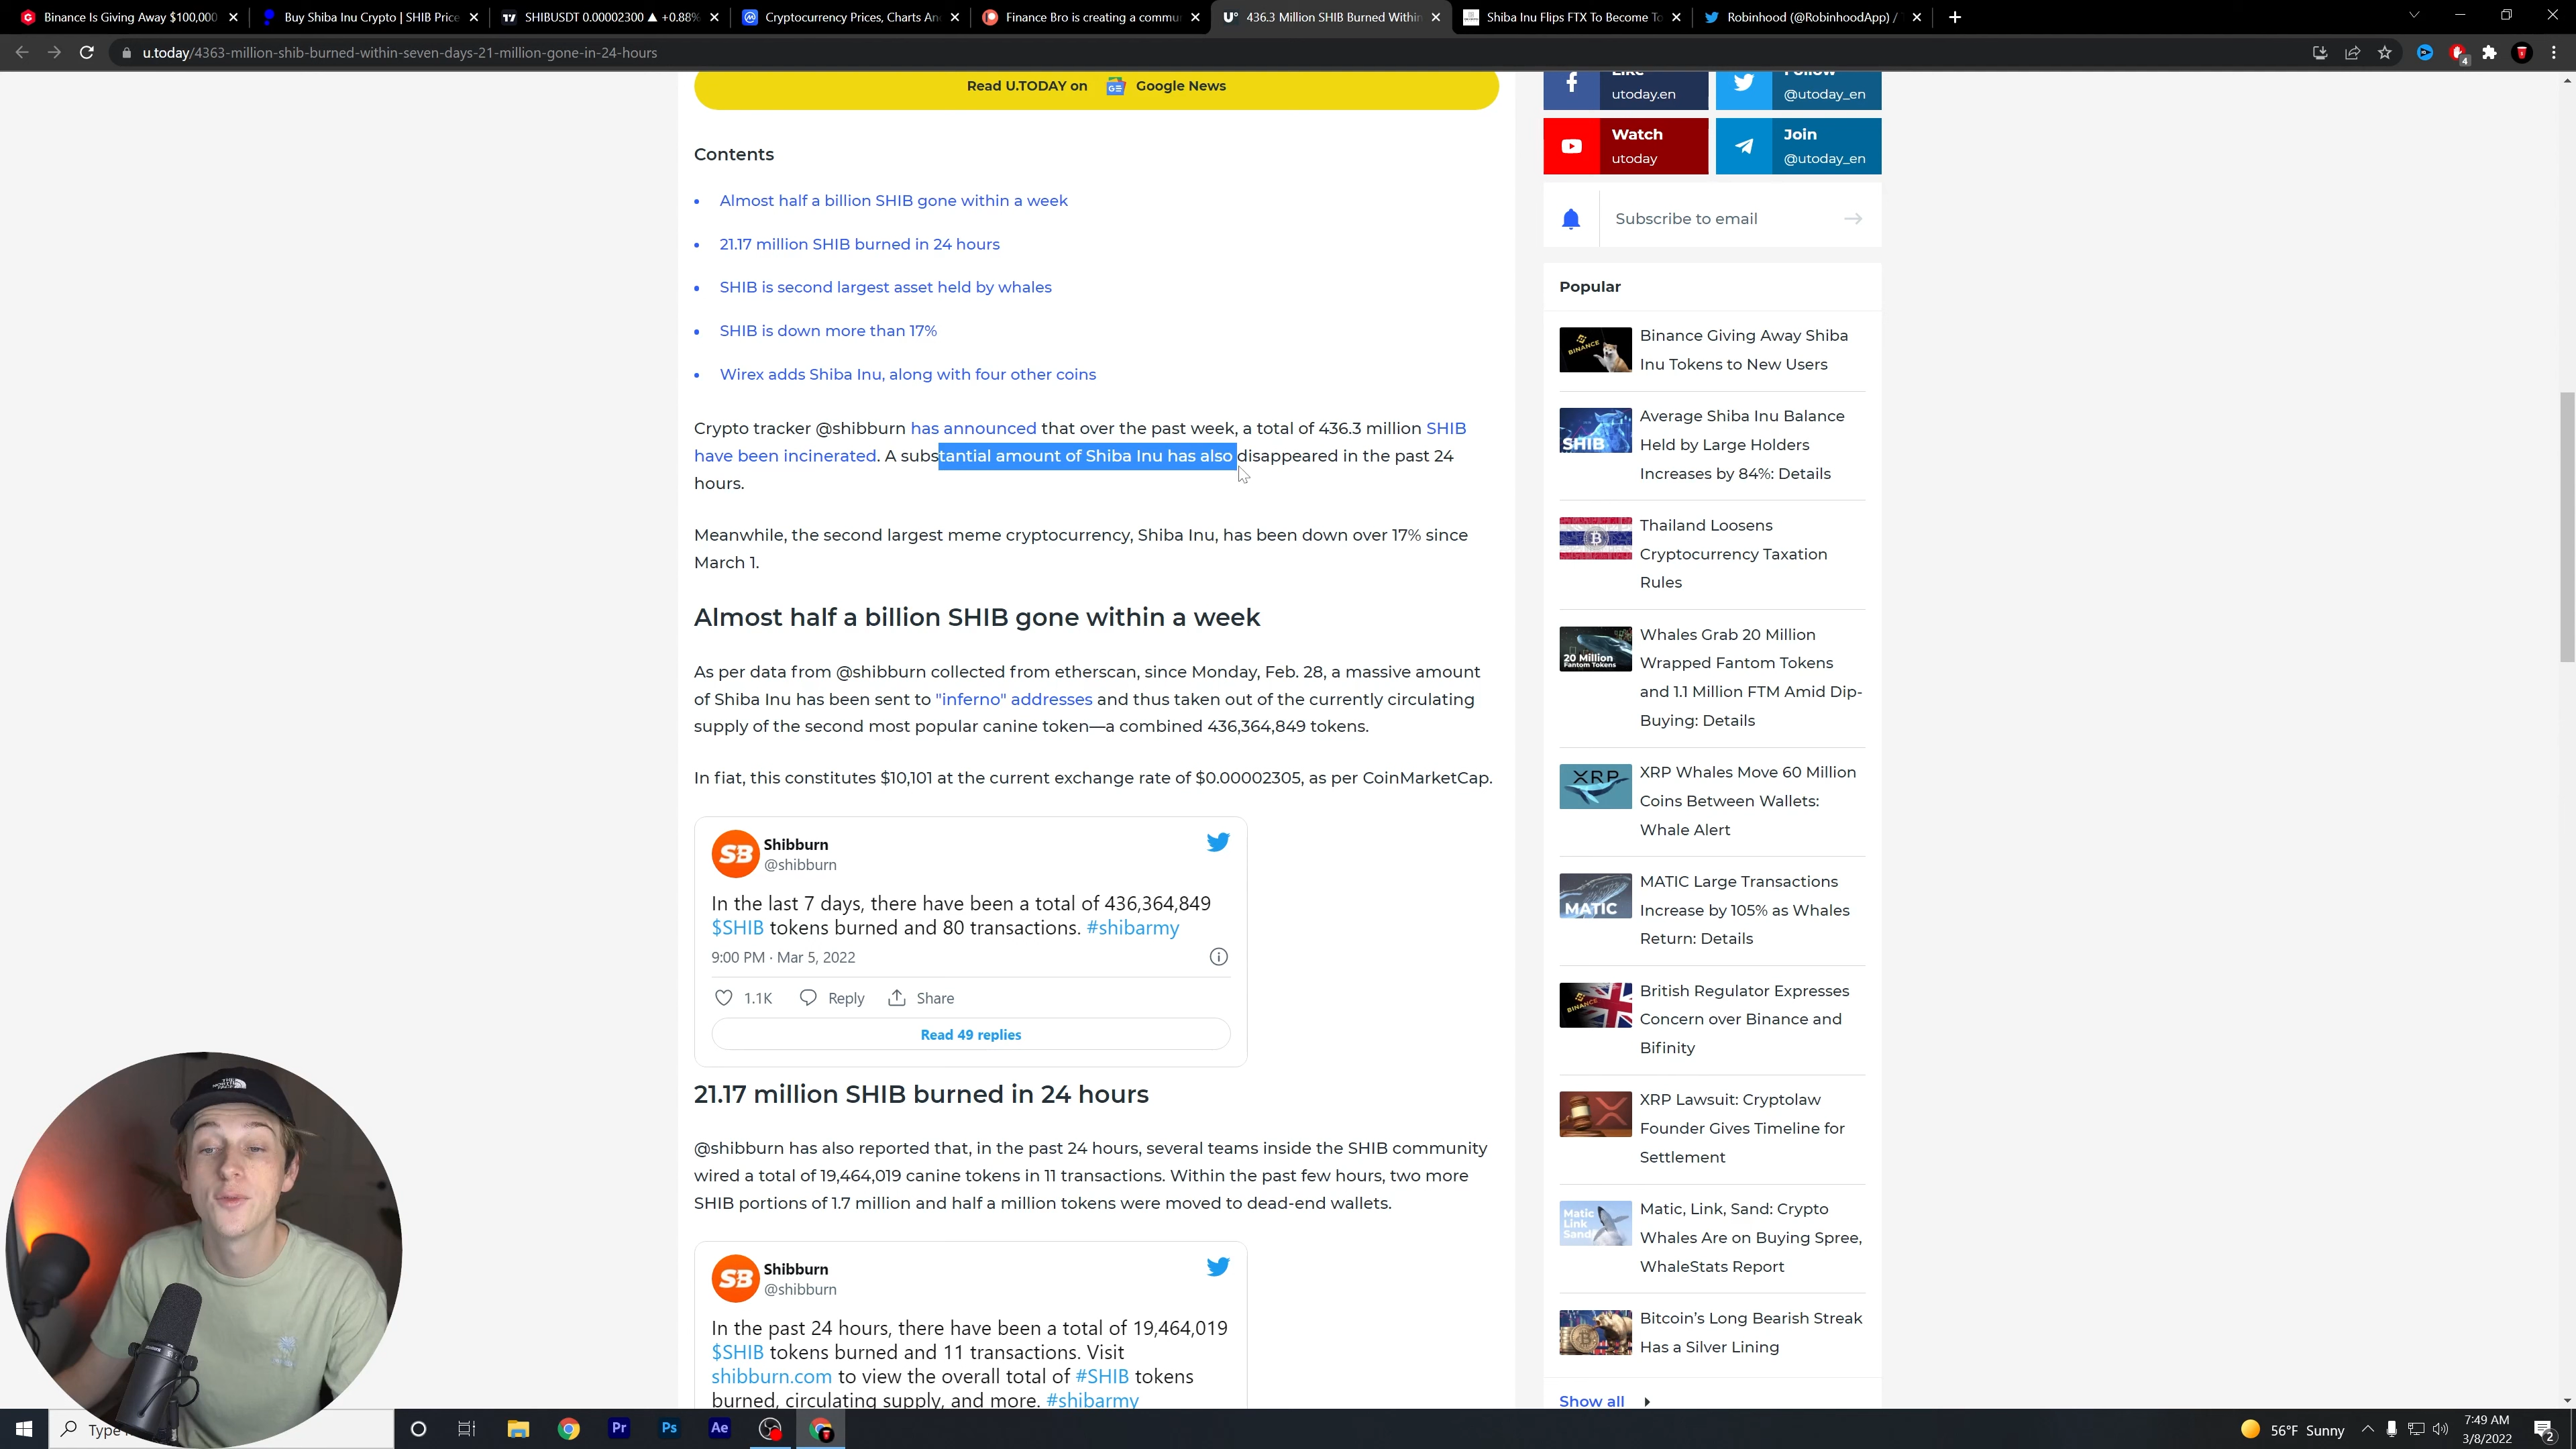 Binance Is Giving Away $100,000
Buy Shiba Inu Crypto | SHIB Price
SHIBUSDT 0.00002300 ▲ +0.88%
Cryptocurrency Prices, Charts An
Finance Bro is creating a commu
436.3 Million SHIB Burned Within
Shiba Inu Flips FTX To Become To
Robinhood (@RobinhoodApp) /
u.today/4363-million-shib-burned-within-seven-days-21-million-gone-in-24-hours
4
Read U.TODAY on Google News
Contents
Almost half a billion SHIB gone within a week
21.17 million SHIB burned in 24 hours
SHIB is second largest asset held by whales
SHIB is down more than 17%
Wirex adds Shiba Inu, along with four other coins
Crypto tracker @shibburn has announced that over the past week, a total of 436.3 million SHIB
have been incinerated. A substantial amount of Shiba Inu has also disappeared in the past 24
hours.
Meanwhile, the second largest meme cryptocurrency, Shiba Inu, has been down over 17% since
March 1.
Almost half a billion SHIB gone within a week
As per data from @shibburn collected from etherscan, since Monday, Feb. 28, a massive amount
of Shiba Inu has been sent to "inferno" addresses and thus taken out of the currently circulating
supply of the second most popular canine token—a combined 436,364,849 tokens.
In fiat, this constitutes $10,101 at the current exchange rate of $0.00002305, as per CoinMarketCap.
SB
Shibburn
@shibburn
In the last 7 days, there have been a total of 436,364,849
$SHIB tokens burned and 80 transactions. #shibarmy
9:00 PM · Mar 5, 2022
1.1K Reply Share
Read 49 replies
21.17 million SHIB burned in 24 hours
@shibburn has also reported that, in the past 24 hours, several teams inside the SHIB community
wired a total of 19,464,019 canine tokens in 11 transactions. Within the past few hours, two more
SHIB portions of 1.7 million and half a million tokens were moved to dead-end wallets.
SB
Shibburn
@shibburn
In the past 24 hours, there have been a total of 19,464,019
$SHIB tokens burned and 11 transactions. Visit
shibburn.com to view the overall total of #SHIB tokens
burned, circulating supply, and more. #shibarmy
Like
utoday.en
Follow
@utoday_en
Watch
utoday
Join
@utoday_en
Subscribe to email
Popular
BINANCE
Binance Giving Away Shiba
Inu Tokens to New Users
SHIB
Average Shiba Inu Balance
Held by Large Holders
Increases by 84%: Details
Thailand Loosens
Cryptocurrency Taxation
Rules
20 Million
Fantom Tokens
Whales Grab 20 Million
Wrapped Fantom Tokens
and 1.1 Million FTM Amid Dip-
Buying: Details
XRP
XRP Whales Move 60 Million
Coins Between Wallets:
Whale Alert
MATIC
MATIC Large Transactions
Increase by 105% as Whales
Return: Details
BINANCE
British Regulator Expresses
Concern over Binance and
Bifinity
XRP Lawsuit: Cryptolaw
Founder Gives Timeline for
Settlement
Matic
Link
Sand
Matic, Link, Sand: Crypto
Whales Are on Buying Spree,
WhaleStats Report
Bitcoin's Long Bearish Streak
Has a Silver Lining
Show all
THE
NORTH
FACE
Type
Pr
Ps
Ae
56°F Sunny
7:49 AM
3/8/2022
2